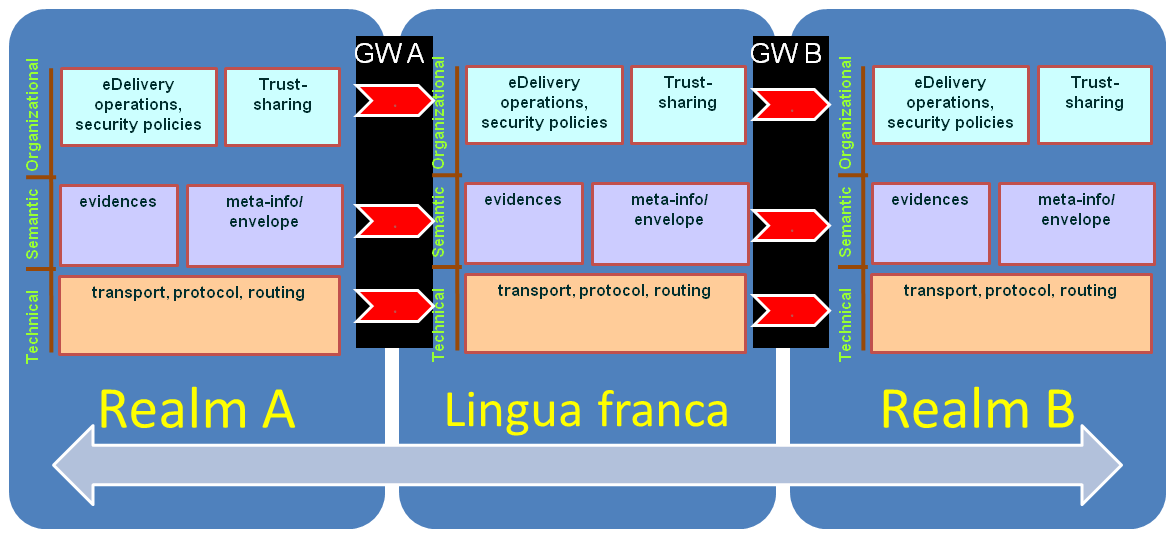 GW A
GW B
Organizational
eDelivery
operations,
security policies
Trust-
sharing
Semantic
evidences
meta-info/
envelope
Technical
transport, protocol, routing
Realm A
Organizational
eDelivery
operations,
security policies
Trust-
sharing
Semantic
evidences
meta-info/
envelope
Technical
transport, protocol, routing
Lingua franca
Organizational
eDelivery
operations,
security policies
Trust-
sharing
Semantic
evidences
meta-info/
envelope
Technical
transport, protocol, routing
Realm B